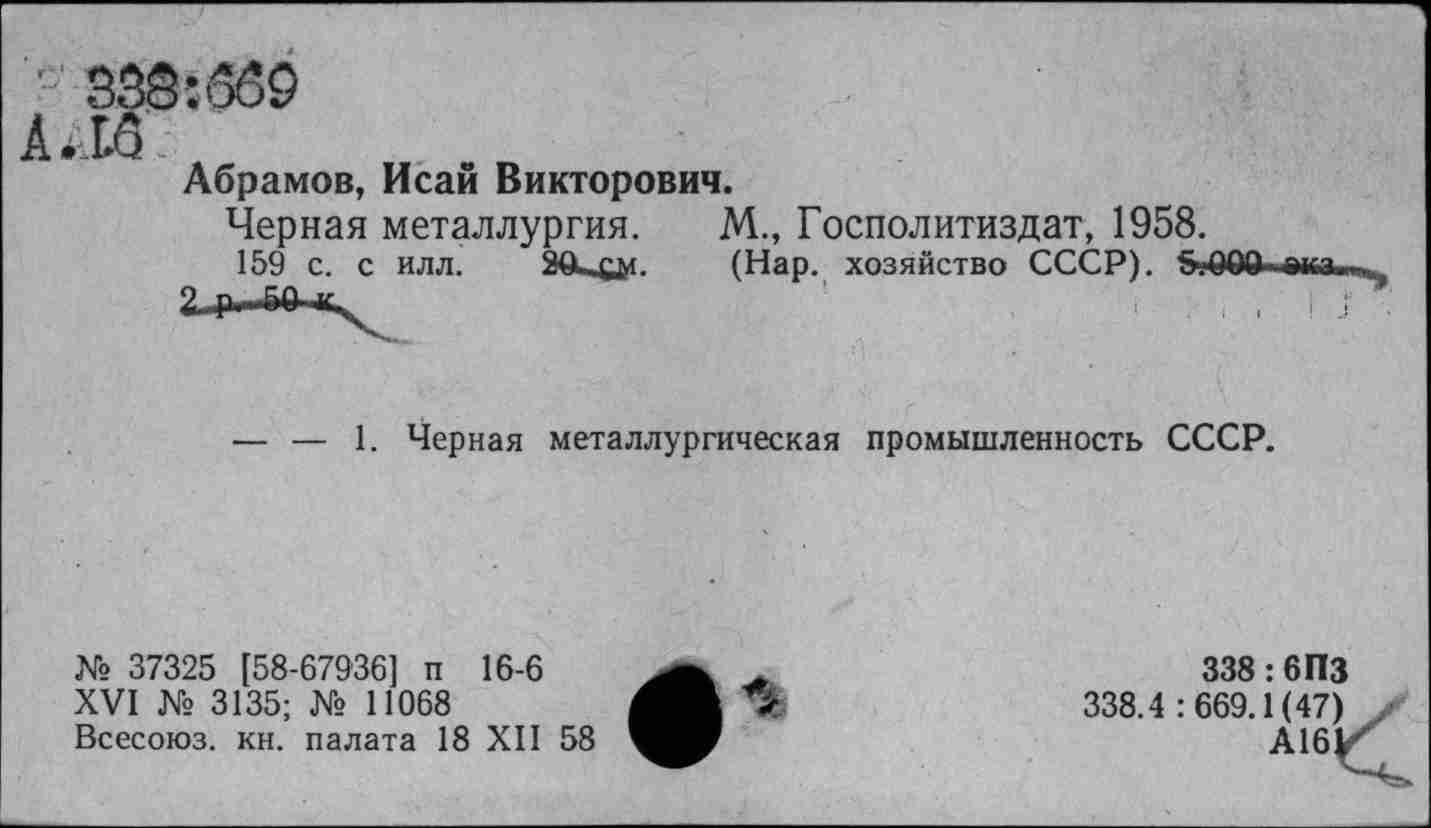 338:669
А.16
Абрамов, Исай Викторович.
Черная металлургия. М., Госполитиздат, 1958.
159 с. с илл. 20 см. (Нар. хозяйство СССР). 5.000 экз.
2 р. 50 к.
— — 1. Черная металлургическая промышленность СССР.
№ 37325 [58-67936] п 16-6
XVI № 3135; № 11068
Всесоюз. кн. палата 18 XII 58
338 : 6П3
338.4 : 669.1(47)
А16